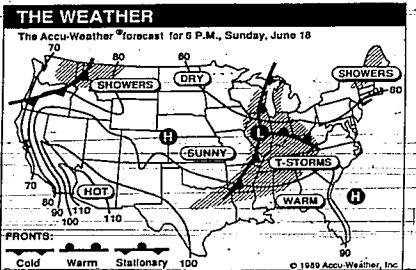 THE WEATHER
The Accu-Weather ® forecast for 6 P.M., Sunday, June 18
70
80
80
SHOWERS
DRY
SHOWERS
80
H
L
SUNNY
T-STORMS
HOT
WARM
H
70
80
90
100
110
110
100
90
FRONTS:
Cold
Warm
Stationary
© 1989 Accu-Weather, Inc